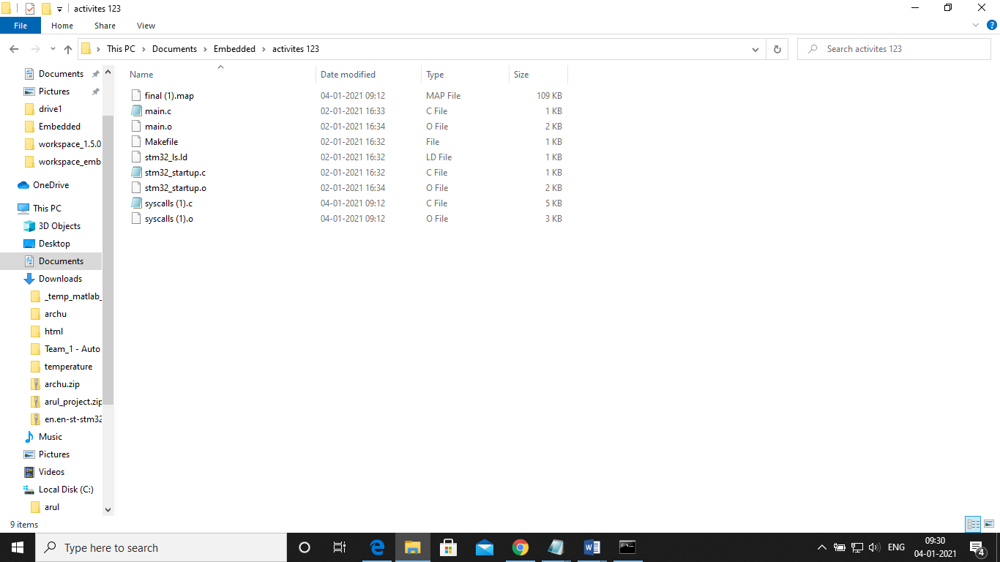 activites 123
File Home Share View
This PC Documents Embedded activites 123
Search activites 123
Documents
Pictures
drive1
Embedded
workspace_1.5.0
workspace_emb
OneDrive
This PC
3D Objects
Desktop
Documents
Downloads
_temp_matlab_
archu
html
Team_1 - Auto
temperature
archu.zip
arul_project.zip
en.en-st-stm32
Music
Pictures
Videos
Local Disk (C:)
arul
Name Date modified Type Size
final (1).map 04-01-2021 09:12 MAP File 109 KB
main.c 02-01-2021 16:33 C File 1 KB
main.o 02-01-2021 16:34 O File 2 KB
Makefile 02-01-2021 16:32 File 1 KB
stm32_ls.ld 02-01-2021 16:32 LD File 1 KB
stm32_startup.c 02-01-2021 16:32 C File 1 KB
stm32_startup.o 02-01-2021 16:34 O File 2 KB
syscalls (1).c 04-01-2021 09:12 C File 5 KB
syscalls (1).o 04-01-2021 09:12 O File 3 KB
9 items
Type here to search
ENG
09:30
04-01-2021
4